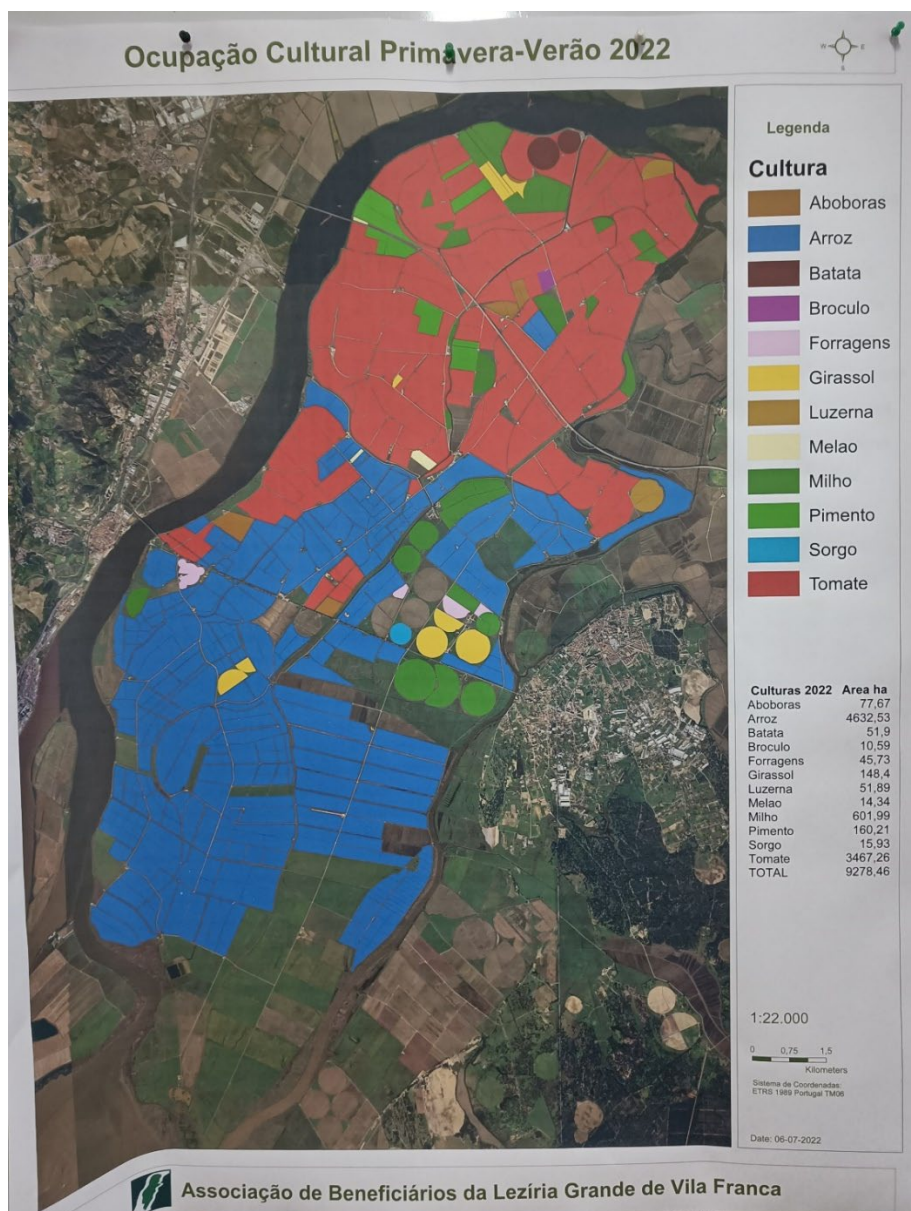 Ocupação Cultural Primavera-Verão 2022
N
W E
S
Legenda
Cultura
Aboboras
Arroz
Batata
Broculo
Forragens
Girassol
Luzerna
Melao
Milho
Pimento
Sorgo
Tomate
Culturas 2022 Area ha
Aboboras 77,67
Arroz 4632,53
Batata 51,9
Broculo 10,59
Forragens 45,73
Girassol 148,4
Luzerna 51,89
Melao 14,34
Milho 601,99
Pimento 160,21
Sorgo 15,93
Tomate 3467,26
TOTAL 9278,46
1:22.000
0 0,75 1,5
Kilometers
Sistema de Coordenadas:
ETRS 1989 Portugal TM06
Date: 06-07-2022
Associação de Beneficiários da Lezíria Grande de Vila Franca